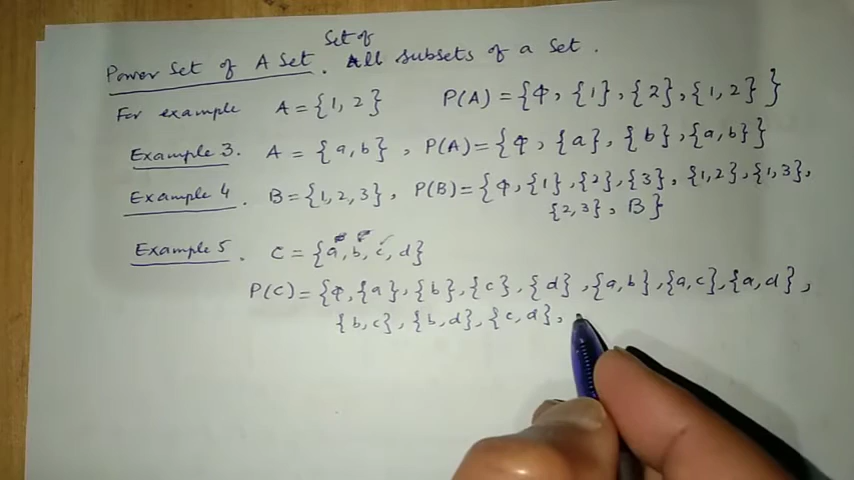 Power Set of A Set. Set of All subsets of a Set.
For example A = {1, 2} P(A) = {Φ, {1}, {2}, {1, 2}}
Example 3. A = {a, b}, P(A) = {Φ, {a}, {b}, {a, b}}
Example 4. B = {1, 2, 3}, P(B) = {Φ, {1}, {2}, {3}, {1, 2}, {1, 3},
{2, 3}, B}
Example 5. C = {a, b, c, d}
P(C) = {Φ, {a}, {b}, {c}, {d}, {a, b}, {a, c}, {a, d},
{b, c}, {b, d}, {c, d},